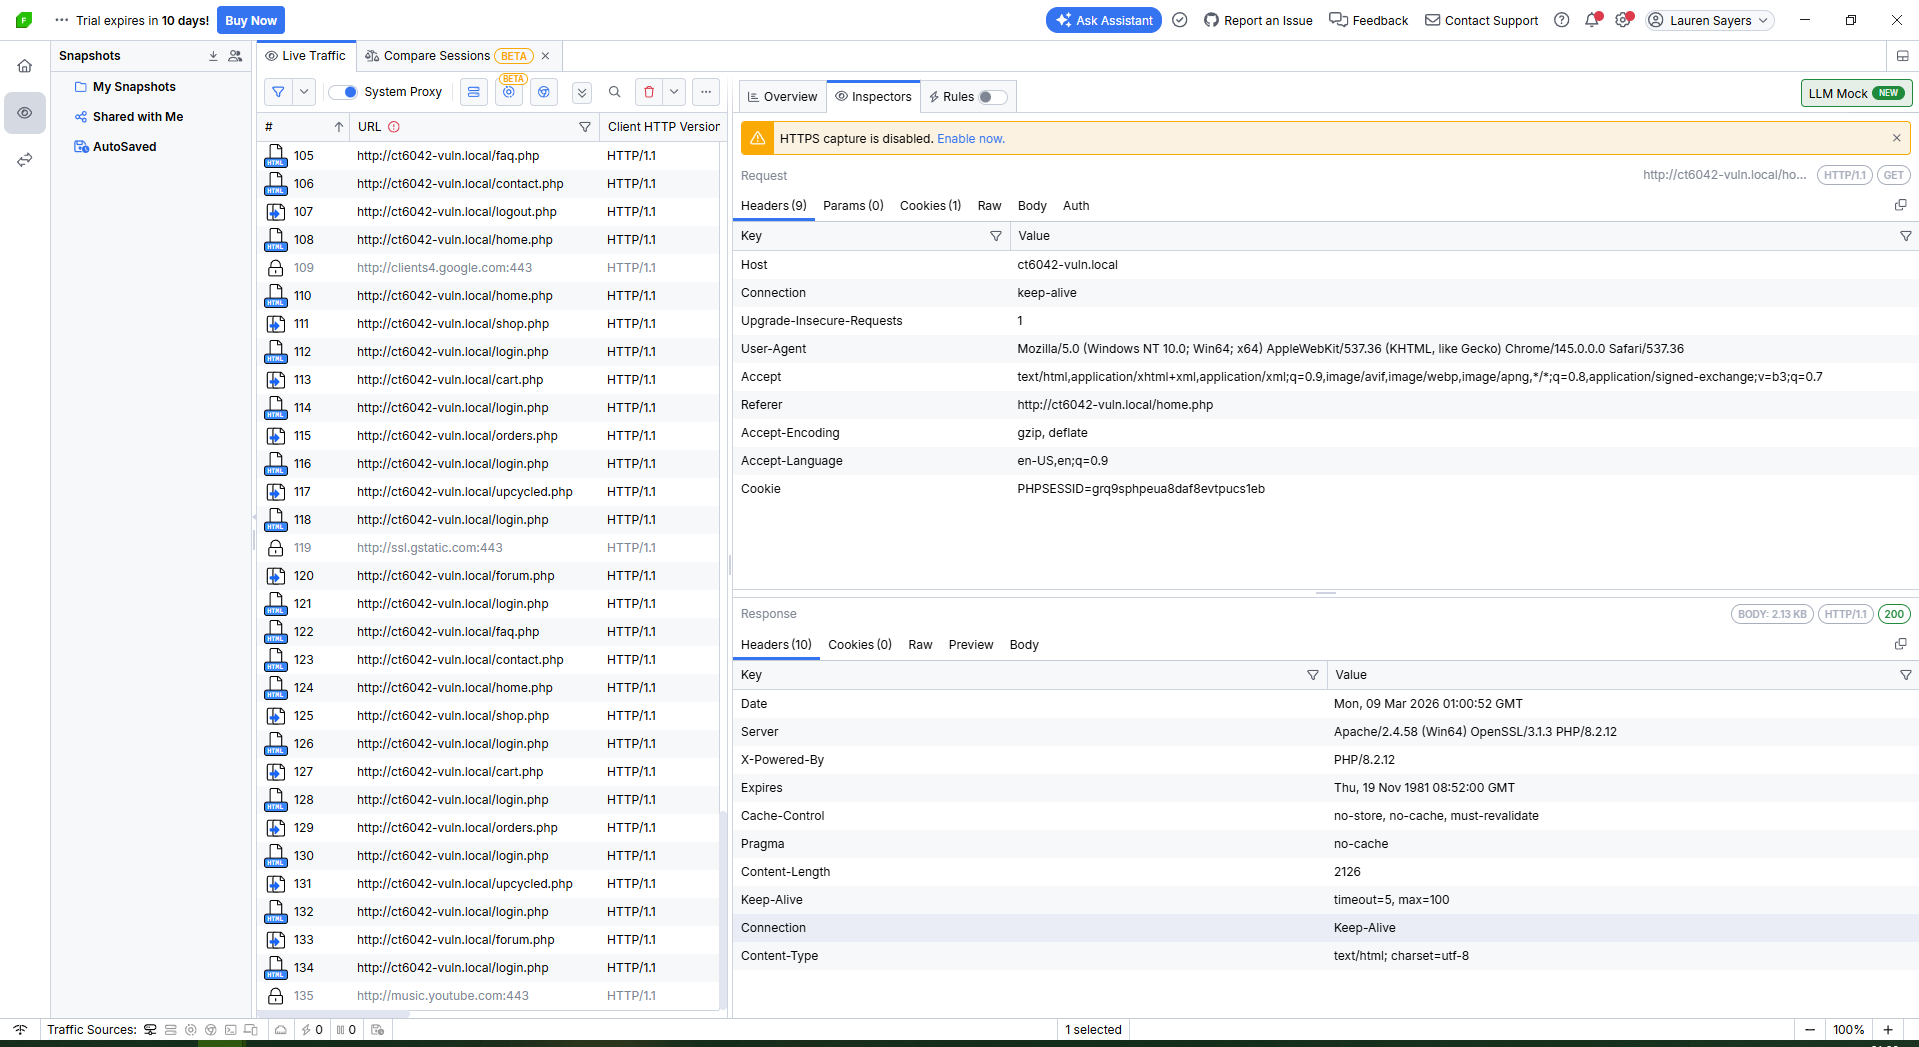 Trial expires in 10 days!
Buy Now
Ask Assistant
Report an Issue
Feedback
Contact Support
Lauren Sayers
Snapshots
My Snapshots
Shared with Me
AutoSaved
Live Traffic
Compare Sessions BETA
BETA
System Proxy
# URL Client HTTP Version
105 http://ct6042-vuln.local/faq.php HTTP/1.1
106 http://ct6042-vuln.local/contact.php HTTP/1.1
107 http://ct6042-vuln.local/logout.php HTTP/1.1
108 http://ct6042-vuln.local/home.php HTTP/1.1
109 http://clients4.google.com:443 HTTP/1.1
110 http://ct6042-vuln.local/home.php HTTP/1.1
111 http://ct6042-vuln.local/shop.php HTTP/1.1
112 http://ct6042-vuln.local/login.php HTTP/1.1
113 http://ct6042-vuln.local/cart.php HTTP/1.1
114 http://ct6042-vuln.local/login.php HTTP/1.1
115 http://ct6042-vuln.local/orders.php HTTP/1.1
116 http://ct6042-vuln.local/login.php HTTP/1.1
117 http://ct6042-vuln.local/upcycled.php HTTP/1.1
118 http://ct6042-vuln.local/login.php HTTP/1.1
119 http://ssl.gstatic.com:443 HTTP/1.1
120 http://ct6042-vuln.local/forum.php HTTP/1.1
121 http://ct6042-vuln.local/login.php HTTP/1.1
122 http://ct6042-vuln.local/faq.php HTTP/1.1
123 http://ct6042-vuln.local/contact.php HTTP/1.1
124 http://ct6042-vuln.local/home.php HTTP/1.1
125 http://ct6042-vuln.local/shop.php HTTP/1.1
126 http://ct6042-vuln.local/login.php HTTP/1.1
127 http://ct6042-vuln.local/cart.php HTTP/1.1
128 http://ct6042-vuln.local/login.php HTTP/1.1
129 http://ct6042-vuln.local/orders.php HTTP/1.1
130 http://ct6042-vuln.local/login.php HTTP/1.1
131 http://ct6042-vuln.local/upcycled.php HTTP/1.1
132 http://ct6042-vuln.local/login.php HTTP/1.1
133 http://ct6042-vuln.local/forum.php HTTP/1.1
134 http://ct6042-vuln.local/login.php HTTP/1.1
135 http://music.youtube.com:443 HTTP/1.1
Overview Inspectors Rules
LLM Mock NEW
HTTPS capture is disabled. Enable now.
Request http://ct6042-vuln.local/ho... HTTP/1.1 GET
Headers (9) Params (0) Cookies (1) Raw Body Auth
Key Value
Host ct6042-vuln.local
Connection keep-alive
Upgrade-Insecure-Requests 1
User-Agent Mozilla/5.0 (Windows NT 10.0; Win64; x64) AppleWebKit/537.36 (KHTML, like Gecko) Chrome/145.0.0.0 Safari/537.36
Accept text/html,application/xhtml+xml,application/xml;q=0.9,image/avif,image/webp,image/apng,*/*;q=0.8,application/signed-exchange;v=b3;q=0.7
Referer http://ct6042-vuln.local/home.php
Accept-Encoding gzip, deflate
Accept-Language en-US,en;q=0.9
Cookie PHPSESSID=grq9sphpeua8daf8evtpucs1eb
Response BODY: 2.13 KB HTTP/1.1 200
Headers (10) Cookies (0) Raw Preview Body
Key Value
Date Mon, 09 Mar 2026 01:00:52 GMT
Server Apache/2.4.58 (Win64) OpenSSL/3.1.3 PHP/8.2.12
X-Powered-By PHP/8.2.12
Expires Thu, 19 Nov 1981 08:52:00 GMT
Cache-Control no-store, no-cache, must-revalidate
Pragma no-cache
Content-Length 2126
Keep-Alive timeout=5, max=100
Connection Keep-Alive
Content-Type text/html; charset=utf-8
Traffic Sources: 0 0 1 selected 100%